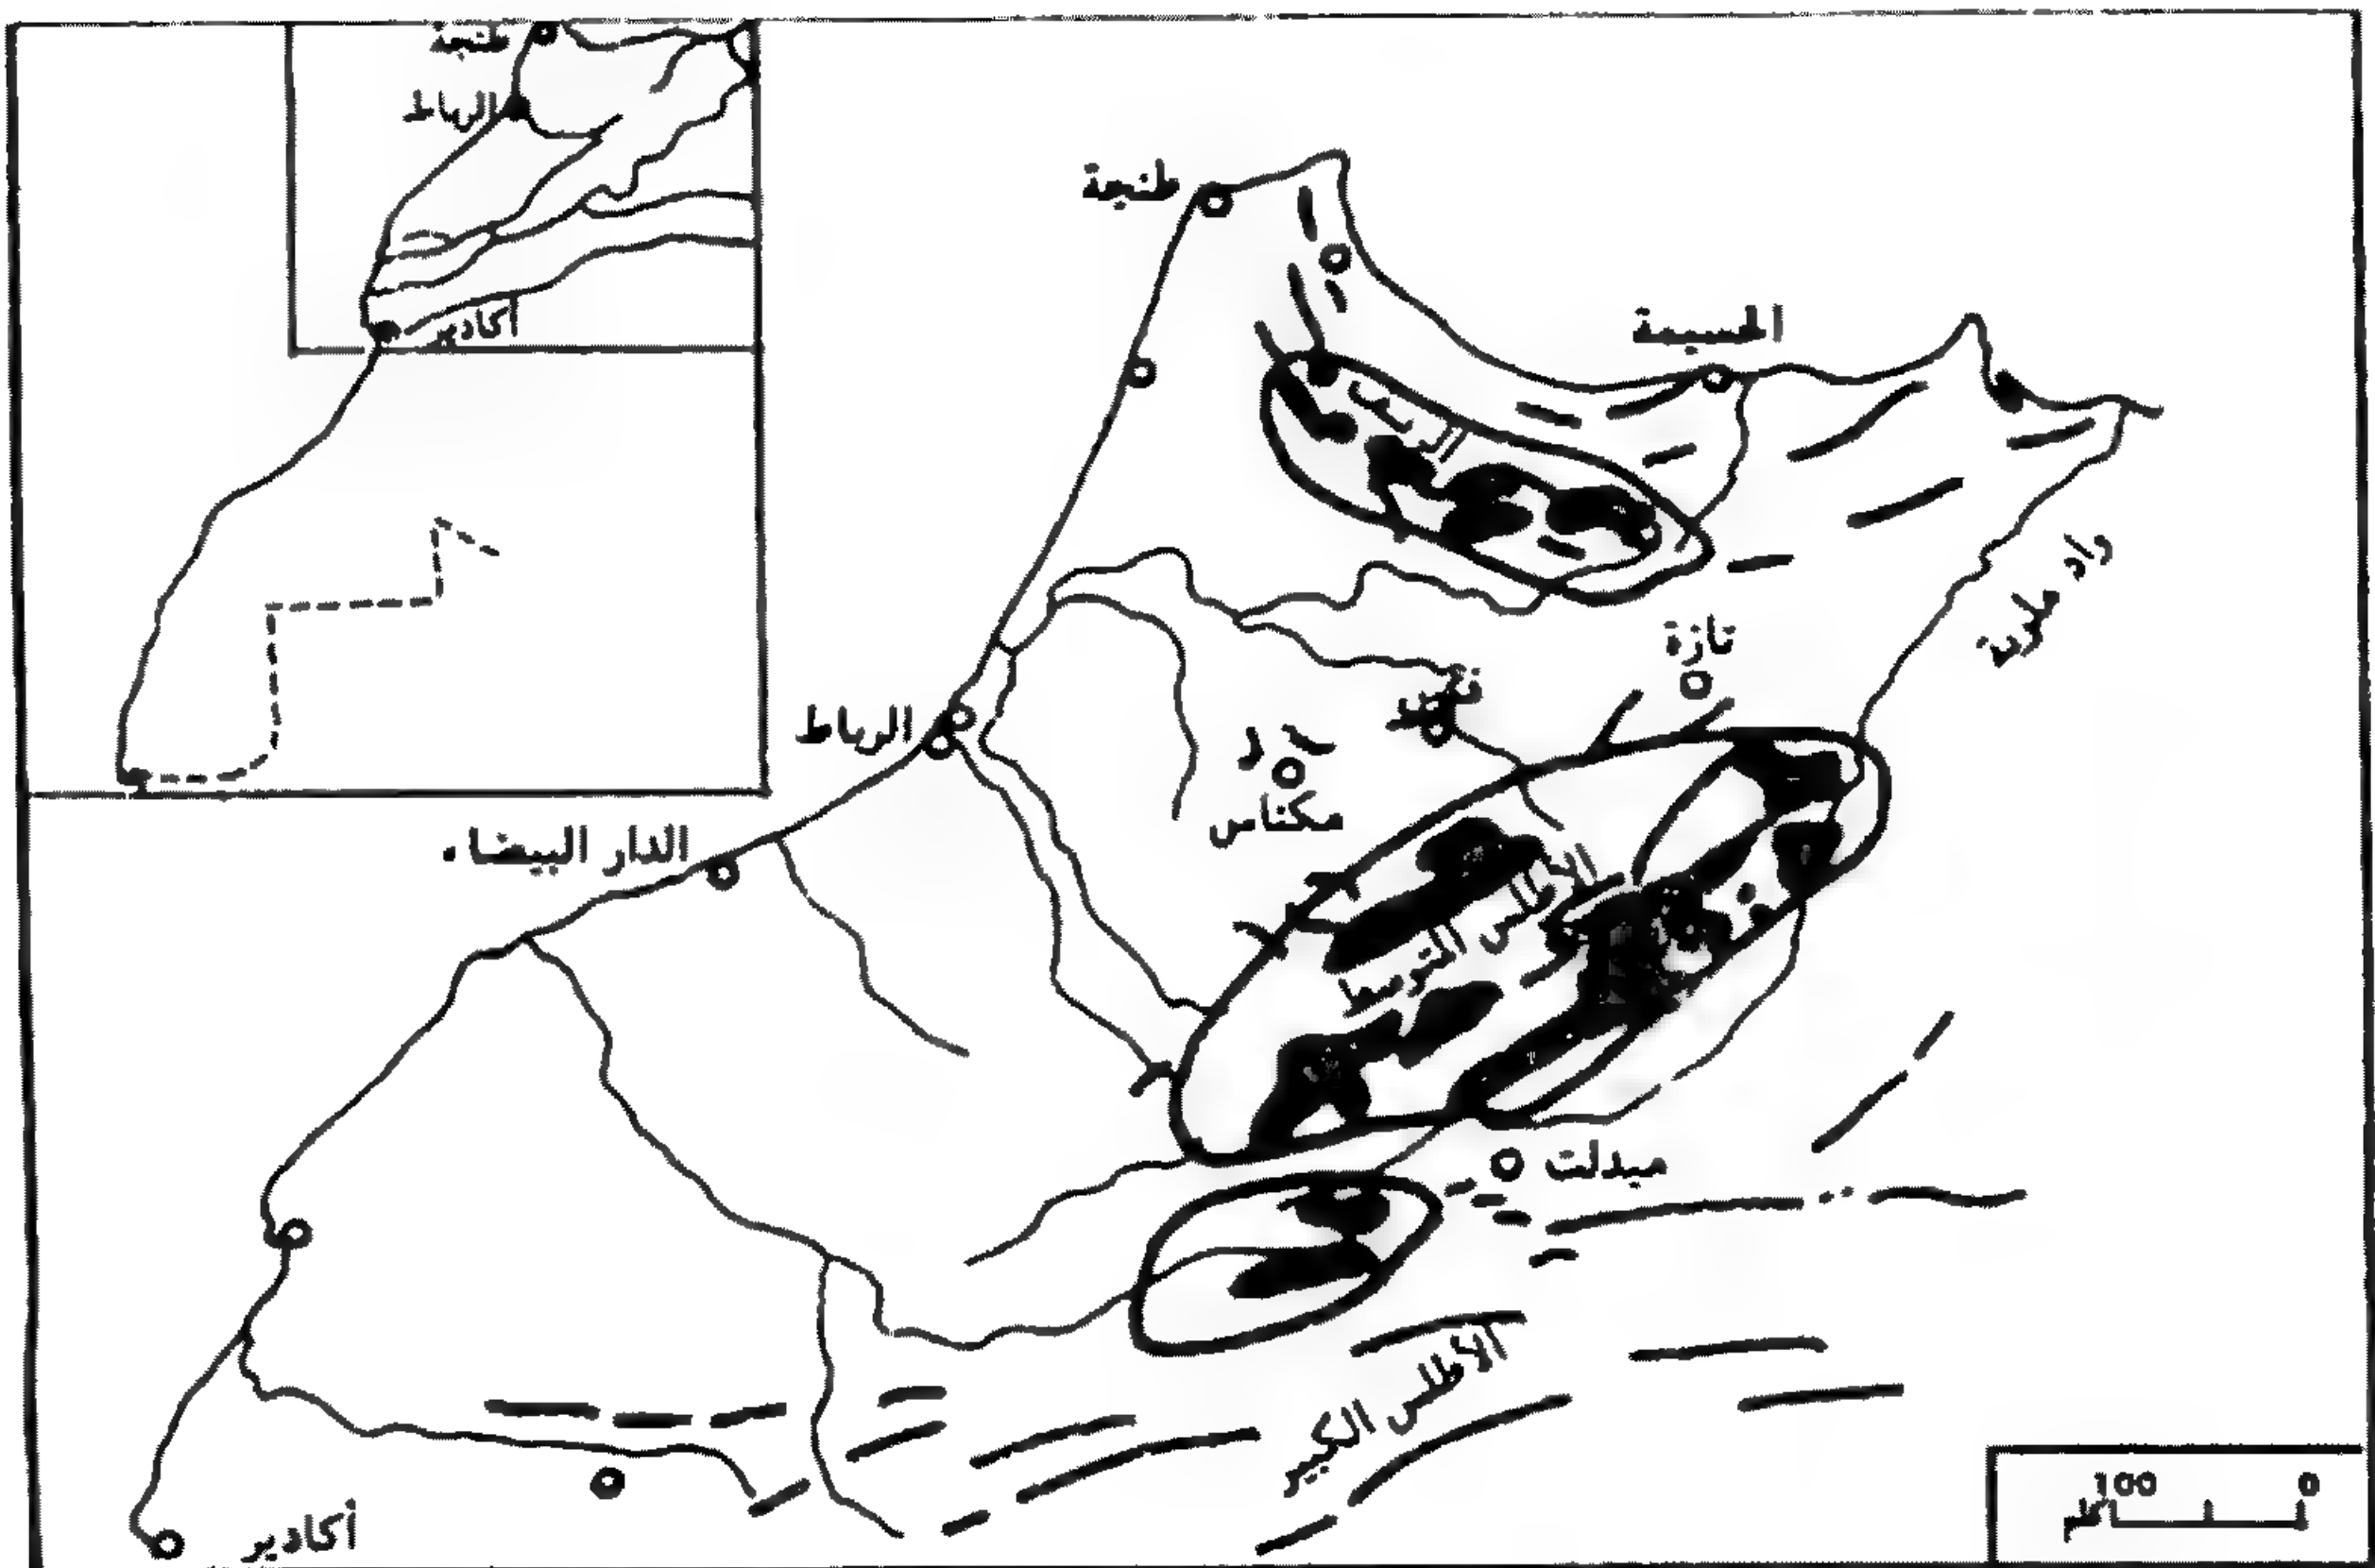 طنجة
الرباط
أكادير
طنجة
الحسيمة
الريف
واد ملوية
تازة
فـس
الرباط
مكناس
الدار البيضاء
الأطلس المتوسط
ميدلت
الأطلس الكبير
أكادير
100 0
كلم